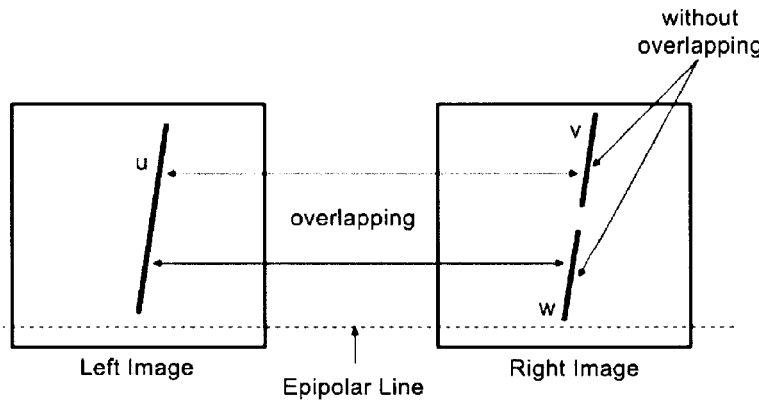 without
overlapping
u
v
overlapping
w
Left Image
Epipolar Line
Right Image